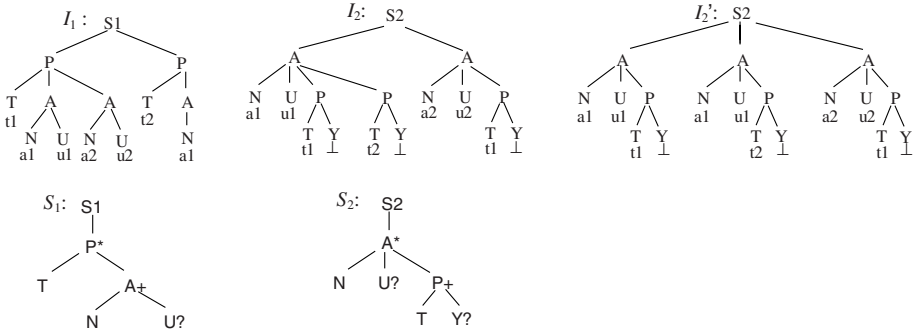 I₁ : S1
P P
T A A T A
t1 t2
N U N U N
a1 u1 a2 u2 a1
I₂: S2
A A
N U P P N U P
a1 u1 a2 u2
T Y T Y T Y
t1 ⊥ t2 ⊥ t1 ⊥
I₂’: S2
A A A
N U P N U P N U P
a1 u1 a1 u1 a2 u2
T Y T Y T Y
t1 ⊥ t2 ⊥ t1 ⊥
S₁: S1
P*
T A+
N U?
S₂: S2
A*
N U? P+
T Y?